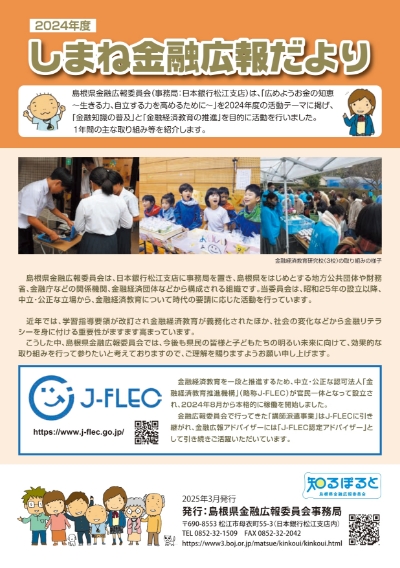 2024年度
しまね金融広報だより
島根県金融広報委員会(事務局:日本銀行松江支店)は、「広めようお金の知恵
～生きる力、自立する力を高めるために～」を2024年度の活動テーマに掲げ、
「金融知識の普及」と「金融経済教育の推進」を目的に活動を行いました。
1年間の主な取り組み等を紹介します。
金融経済教育研究校(3校)の取り組みの様子
島根県金融広報委員会は、日本銀行松江支店に事務局を置き、島根県をはじめとする地方公共団体や財務
省、金融庁などの関係機関、金融経済団体などから構成される組織です。当委員会は、昭和25年の設立以降、
中立・公正な立場から、金融経済教育について時代の要請に応じた活動を行っています。
近年では、学習指導要領が改訂され金融経済教育が義務化されたほか、社会の変化などから金融リテラ
シーを身に付ける重要性がますます高まっています。
こうした中、島根県金融広報委員会では、今後も県民の皆様と子どもたちの明るい未来に向けて、効果的な
取り組みを行って参りたいと考えておりますので、ご理解を賜りますようお願い申し上げます。
J-FLEC
https://www.j-flec.go.jp/
金融経済教育を一段と推進するため、中立・公正な認可法人「金
融経済教育推進機構」(略称J-FLEC)が官民一体となって設立さ
れ、2024年8月から本格的に稼働を開始しました。
金融広報委員会で行ってきた「講師派遣事業」はJ-FLECに引き
継がれ、金融広報アドバイザーには「J-FLEC認定アドバイザー」と
して引き続きご活躍いただいています。
知るぽると
島根県金融広報委員会
2025年3月発行
発行:島根県金融広報委員会事務局
〒690-8553 松江市母衣町55-3(日本銀行松江支店内)
TEL 0852-32-1509 FAX 0852-32-2042
https://www3.boj.or.jp/matsue/kinkoui/kinkoui.html